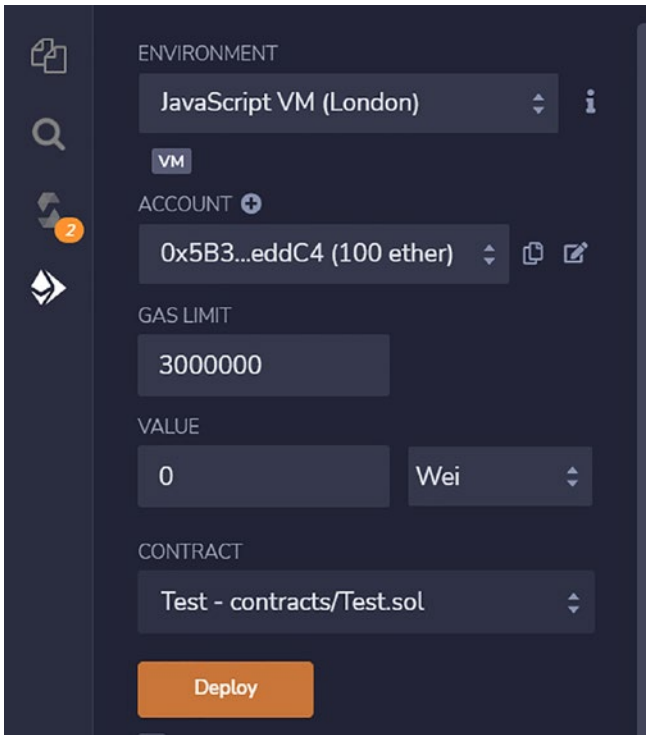 ENVIRONMENT
JavaScript VM (London)
VM
ACCOUNT
2
0x5B3...eddC4 (100 ether)
GAS LIMIT
3000000
VALUE
0 Wei
CONTRACT
Test - contracts/Test.sol
Deploy